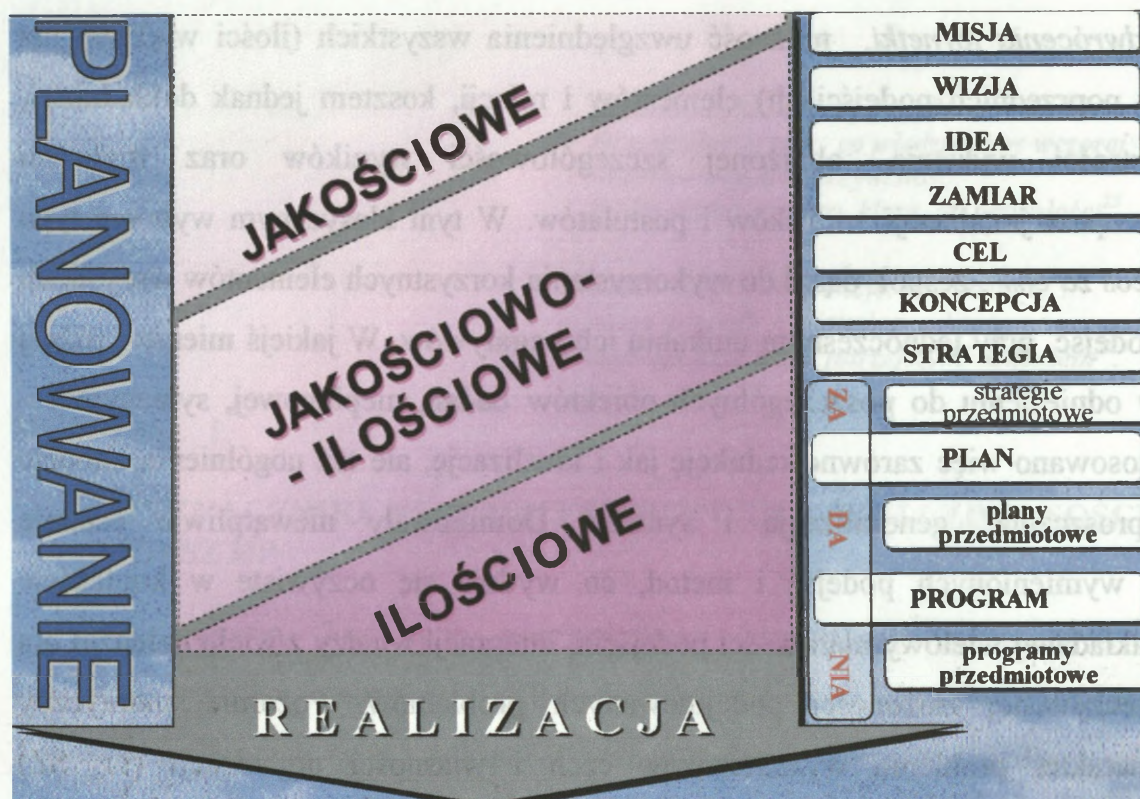 PLANOWANIE
JAKOŚCIOWE
JAKOŚCIOWO-
- ILOŚCIOWE
ILOŚCIOWE
REALIZACJA
MISJA
WIZJA
IDEA
ZAMIAR
CEL
KONCEPCJA
STRATEGIA
ZA
strategie
przedmiotowe
PLAN
DA
plany
przedmiotowe
PROGRAM
NIA
programy
przedmiotowe